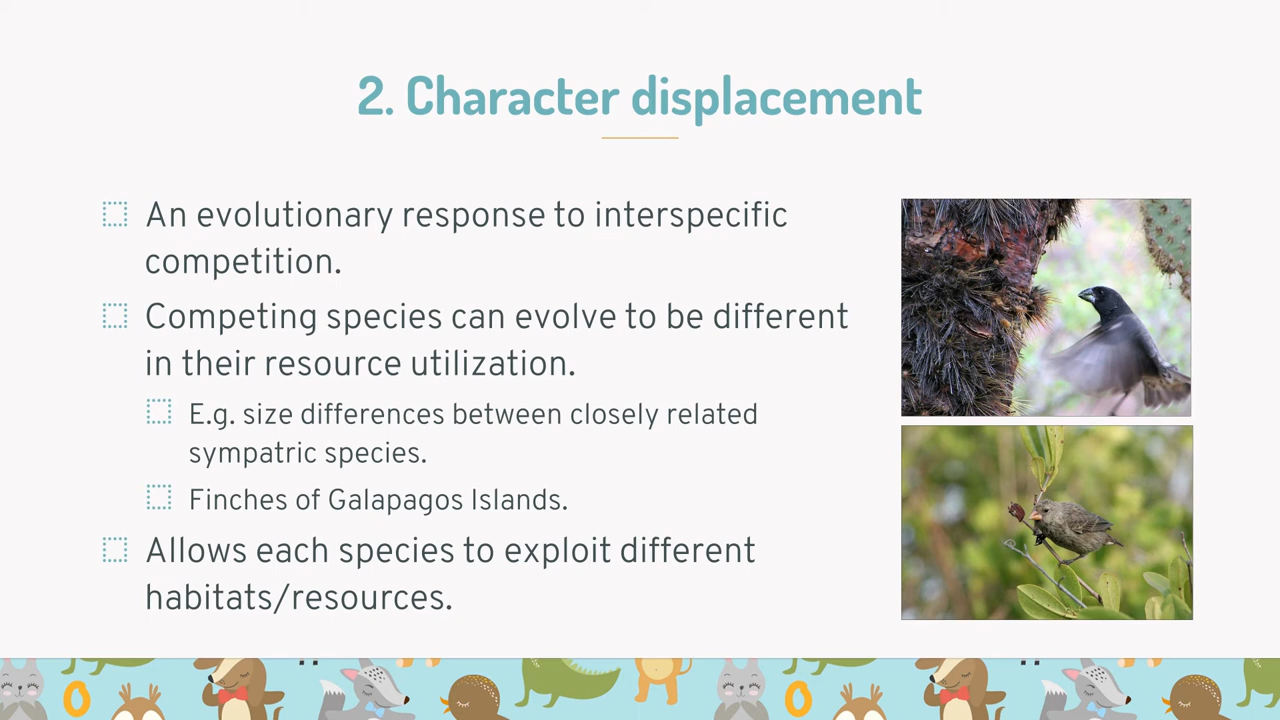 2. Character displacement
An evolutionary response to interspecific
competition.
Competing species can evolve to be different
in their resource utilization.
E.g. size differences between closely related
sympatric species.
Finches of Galapagos Islands.
Allows each species to exploit different
habitats/resources.